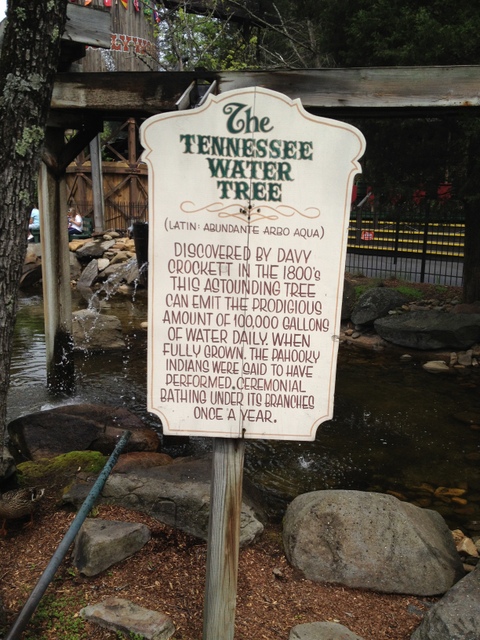 The
TENNESSEE
WATER
TREE
(LATIN: ABUNDANTE ARBO AQUA)
DISCOVERED BY DAVY
CROCKETT IN THE 1800's
THIS ASTOUNDING TREE
CAN EMIT THE PRODIGIOUS
AMOUNT OF 100,000 GALLONS
OF WATER DAILY, WHEN
FULLY GROWN. THE PAHOOKY
INDIANS WERE SAID TO HAVE
PERFORMED CEREMONIAL
BATHING UNDER ITS BRANCHES
ONCE A YEAR.